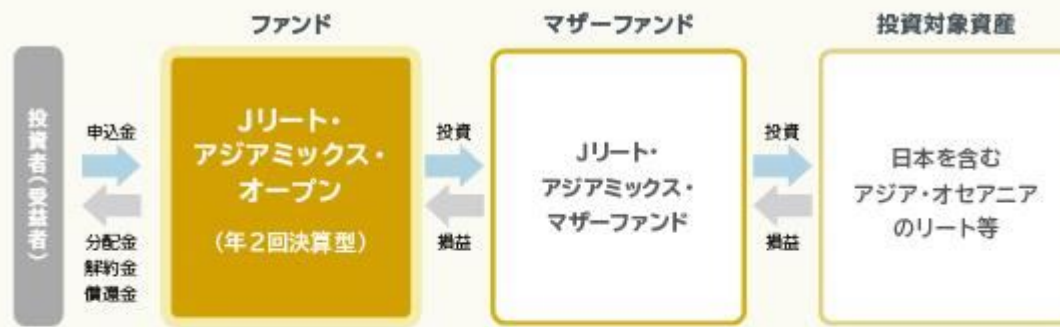 ファンド
マザーファンド
投資対象資産
投資者(受益者)
申込金
分配金
解約金
償還金
Jリート・
アジアミックス・
オープン
(年2回決算型)
投資
損益
Jリート・
アジアミックス・
マザーファンド
投資
損益
日本を含む
アジア・オセアニア
のリート等